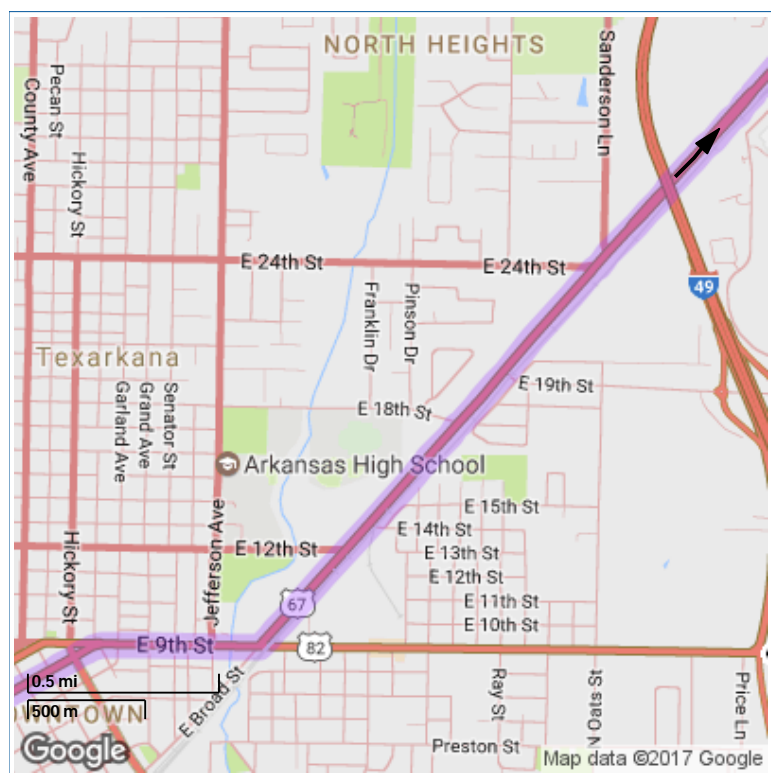 NORTH HEIGHTS
Sanderson Ln
Pecan St
County Ave
Hickory St
E 24th St
E 24th St
49
Pinson Dr
Franklin Dr
Texarkana
Senator St
Grand Ave
Garland Ave
E 19th St
E 18th St
Arkansas High School
Jefferson Ave
Hickory St
E 15th St
E 14th St
E 12th St
E 13th St
E 12th St
67
E 11th St
E 10th St
E 9th St
82
0.5 mi
500 m
E Broad St
Ray St
N Oats St
Price Ln
Preston St
Google
Map data ©2017 Google